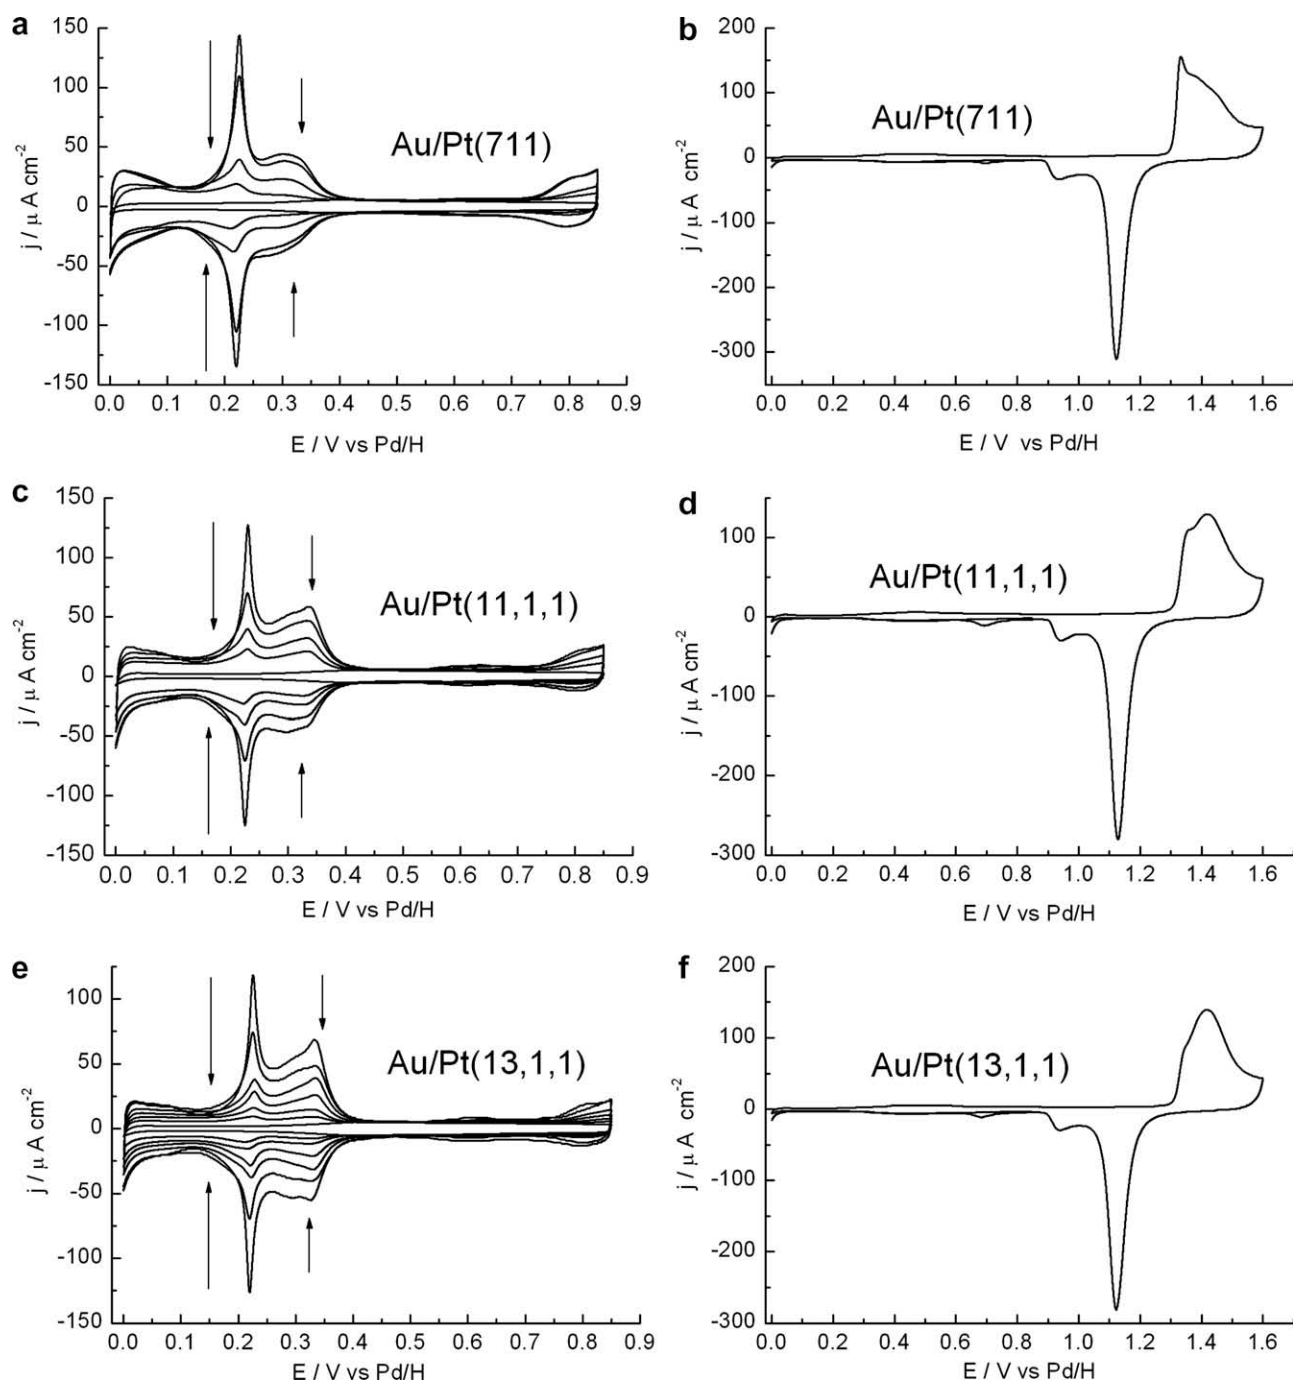 a
150
100
50
0
-50
-100
-150
j / μ A cm-2
Au/Pt(711)
0.0 0.1 0.2 0.3 0.4 0.5 0.6 0.7 0.8 0.9
E / V vs Pd/H
b
200
100
0
-100
-200
-300
j / μ A cm-2
Au/Pt(711)
0.0 0.2 0.4 0.6 0.8 1.0 1.2 1.4 1.6
E / V vs Pd/H
c
150
100
50
0
-50
-100
-150
j / μ A cm-2
Au/Pt(11,1,1)
0.0 0.1 0.2 0.3 0.4 0.5 0.6 0.7 0.8 0.9
E / V vs Pd/H
d
100
0
-100
-200
-300
j / μ A cm-2
Au/Pt(11,1,1)
0.0 0.2 0.4 0.6 0.8 1.0 1.2 1.4 1.6
E / V vs Pd/H
e
100
50
0
-50
-100
-150
j / μ A cm-2
Au/Pt(13,1,1)
0.0 0.1 0.2 0.3 0.4 0.5 0.6 0.7 0.8 0.9
E / V vs Pd/H
f
200
100
0
-100
-200
-300
j / μ A cm-2
Au/Pt(13,1,1)
0.0 0.2 0.4 0.6 0.8 1.0 1.2 1.4 1.6
E / V vs Pd/H